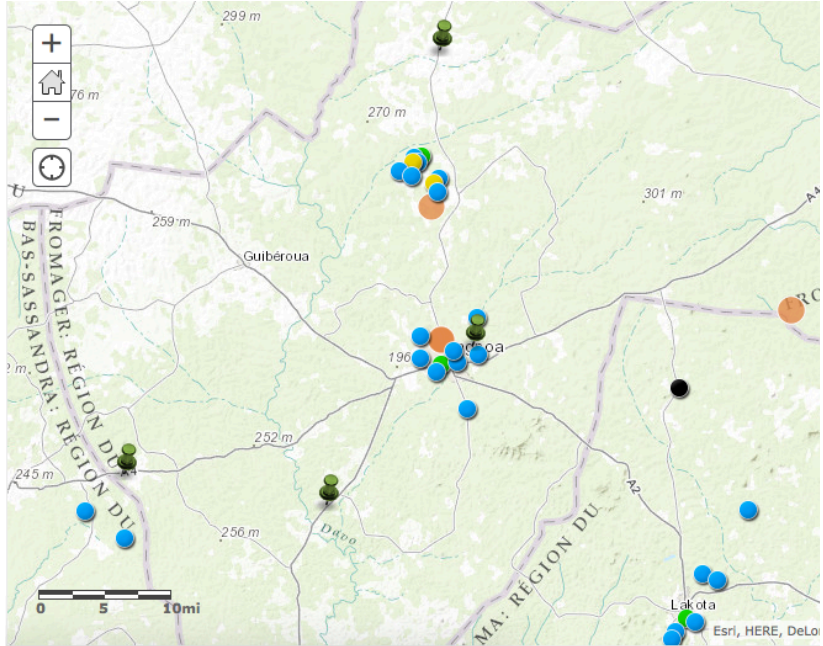 +
−
299 m
76 m
270 m
U
301 m
A4
259 m
Guibéroua
FROMAGER: RÉGION DU
BAS-SASSANDRA: RÉGION DU
196
2 m
252 m
245 m
A2
256 m
Davo
MA: RÉGION DU
0 5 10mi
Lakota
Esri, HERE, DeLor